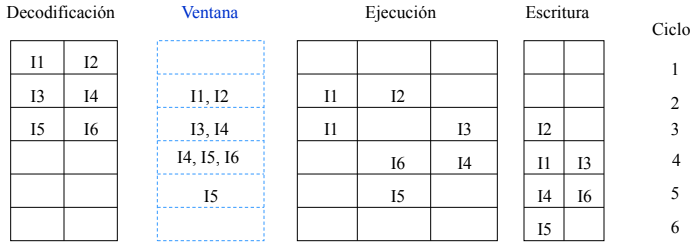 Decodificación Ventana Ejecución Escritura Ciclo
I1 I2 1
I3 I4 I1, I2 I1 I2 2
I5 I6 I3, I4 I1 I3 I2 3
I4, I5, I6 I6 I4 I1 I3 4
I5 I5 I4 I6 5
I5 6